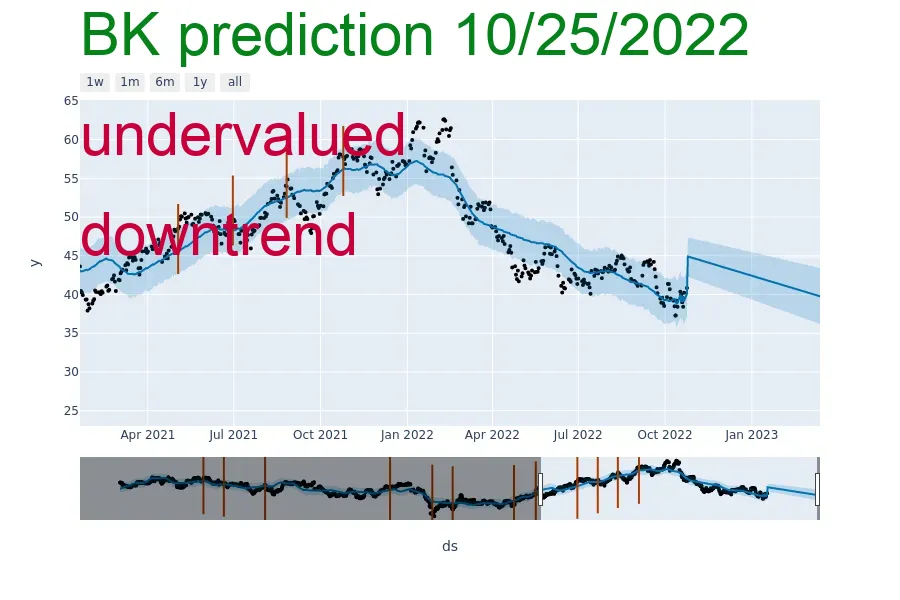 BK prediction 10/25/2022
1w 1m 6m 1y all
65
undervalued
60
55
50
downtrend
45
y
40
35
30
25
Apr 2021 Jul 2021 Oct 2021 Jan 2022 Apr 2022 Jul 2022 Oct 2022 Jan 2023
ds